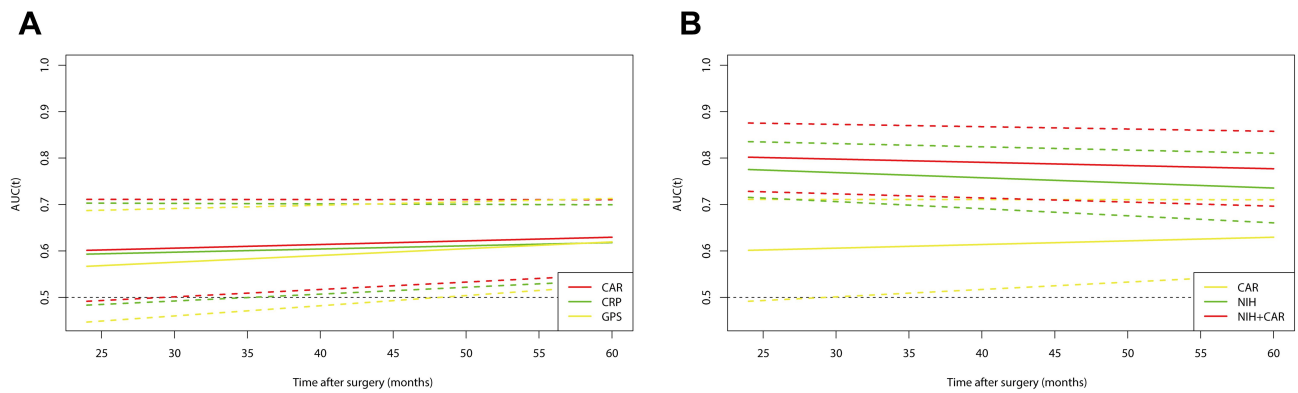 A
AUC(t)
1.0
0.9
0.8
0.7
0.6
0.5
25 30 35 40 45 50 55 60
Time after surgery (months)
CAR
CRP
GPS
B
AUC(t)
1.0
0.9
0.8
0.7
0.6
0.5
25 30 35 40 45 50 55 60
Time after surgery (months)
CAR
NIH
NIH+CAR